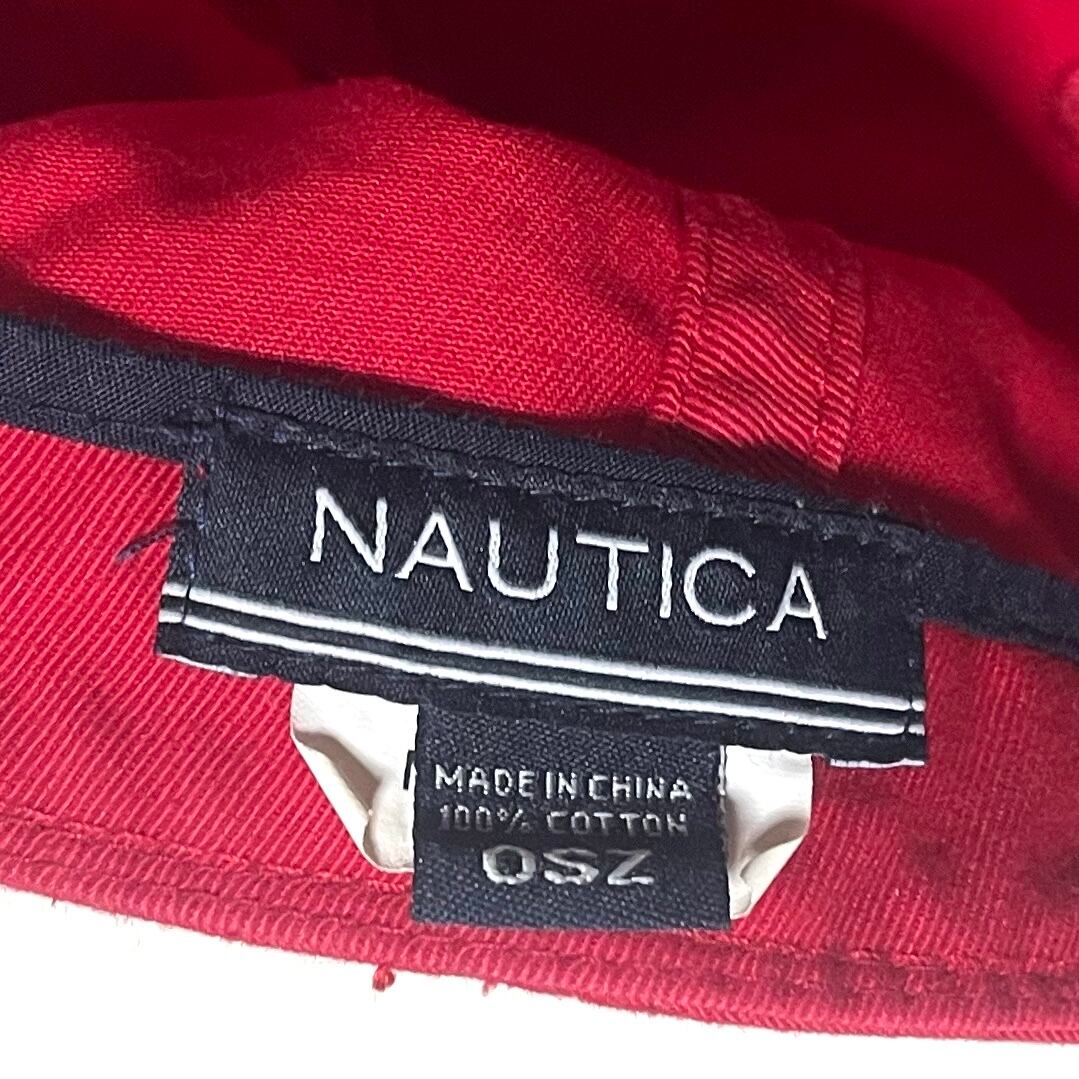 NAUTICA
MADE IN CHINA
100% COTTON
OSZ